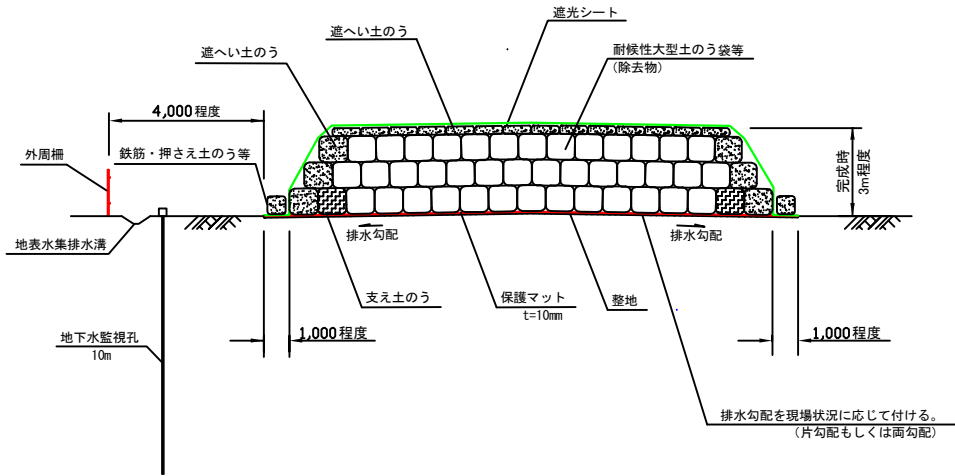 遮光シート
遮へい土のう
遮へい土のう
耐候性大型土のう袋等
(除去物)
4,000程度
外周柵
鉄筋・押さえ土のう等
完成時
3m程度
地表水集排水溝
排水勾配
排水勾配
支え土のう
保護マット
t=10mm
整地
地下水監視孔
10m
1,000程度
1,000程度
排水勾配を現場状況に応じて付ける。
(片勾配もしくは両勾配)